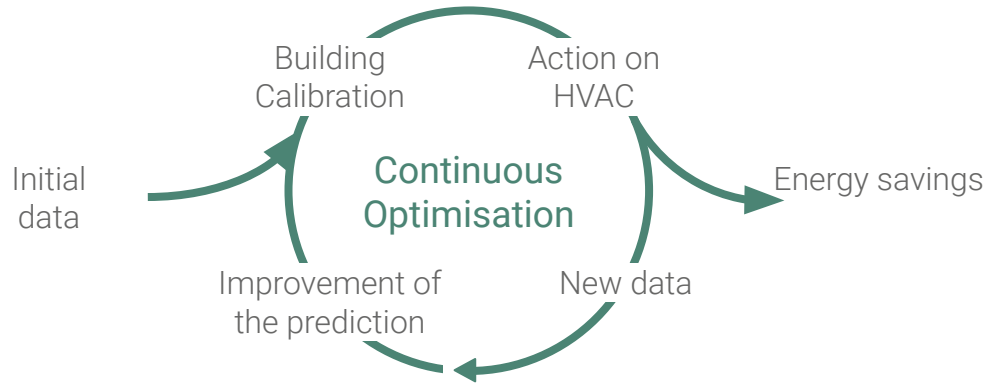 Building
Calibration
Action on
HVAC
Initial
data
Continuous
Optimisation
Energy savings
Improvement of
the prediction
New data